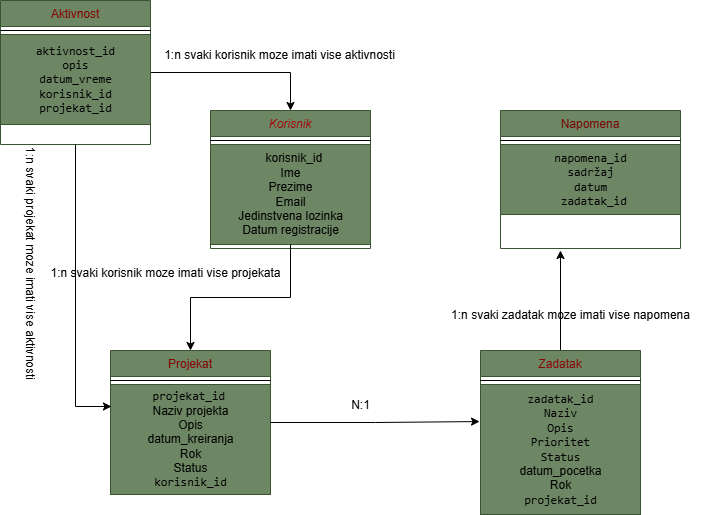 Aktivnost
aktivnost_id
opis
datum_vreme
korisnik_id
projekat_id
1:n svaki korisnik moze imati vise aktivnosti
Korisnik
korisnik_id
Ime
Prezime
Email
Jedinstvena lozinka
Datum registracije
Napomena
napomena_id
sadržaj
datum
zadatak_id
1:n svaki projekat moze imati vise aktivnosti
1:n svaki korisnik moze imati vise projekata
1:n svaki zadatak moze imati vise napomena
Projekat
projekat_id
Naziv projekta
Opis
datum_kreiranja
Rok
Status
korisnik_id
N:1
Zadatak
zadatak_id
Naziv
Opis
Prioritet
Status
datum_pocetka
Rok
projekat_id